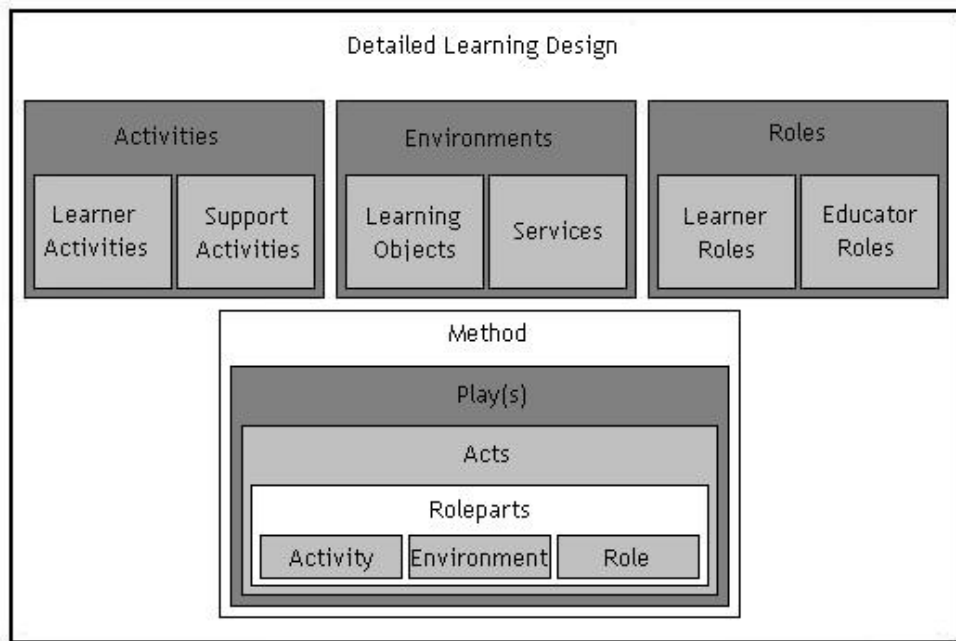 Detailed Learning Design
Activities
Learner
Activities
Support
Activities
Environments
Learning
Objects
Services
Roles
Learner
Roles
Educator
Roles
Method
Play(s)
Acts
Roleparts
Activity
Environment
Role